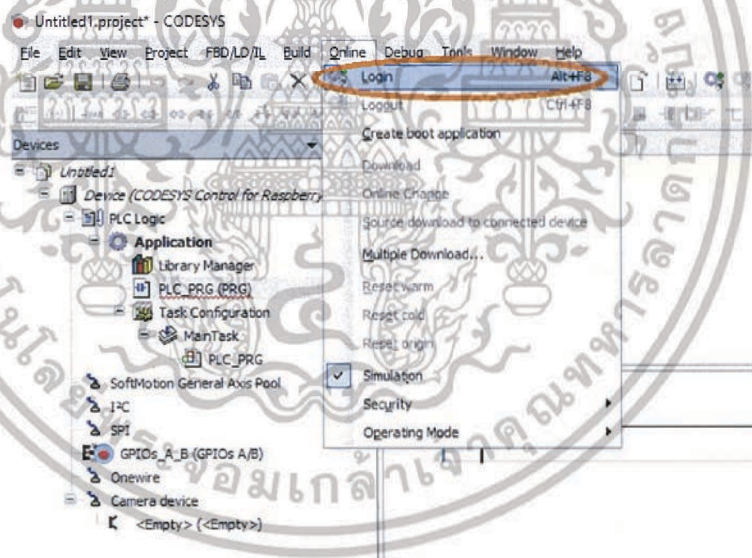 Untitled1.project* - CODESYS
File Edit View Project FBD/LD/IL Build Online Debug Tools Window Help
Login Alt+F8
Logout Ctrl+F8
Create boot application
Download
Online Change
Source download to connected device
Multiple Download...
Reset warm
Reset cold
Reset origin
Simulation
Security
Operating Mode
Devices
Untitled1
Device (CODESYS Control for Raspberry
PLC Logic
Application
Library Manager
PLC_PRG (PRG)
Task Configuration
MainTask
PLC_PRG
SoftMotion General Axis Pool
I²C
SPI
GPIOs_A_B (GPIOs A/B)
Onewire
Camera device
<Empty> (<Empty>)